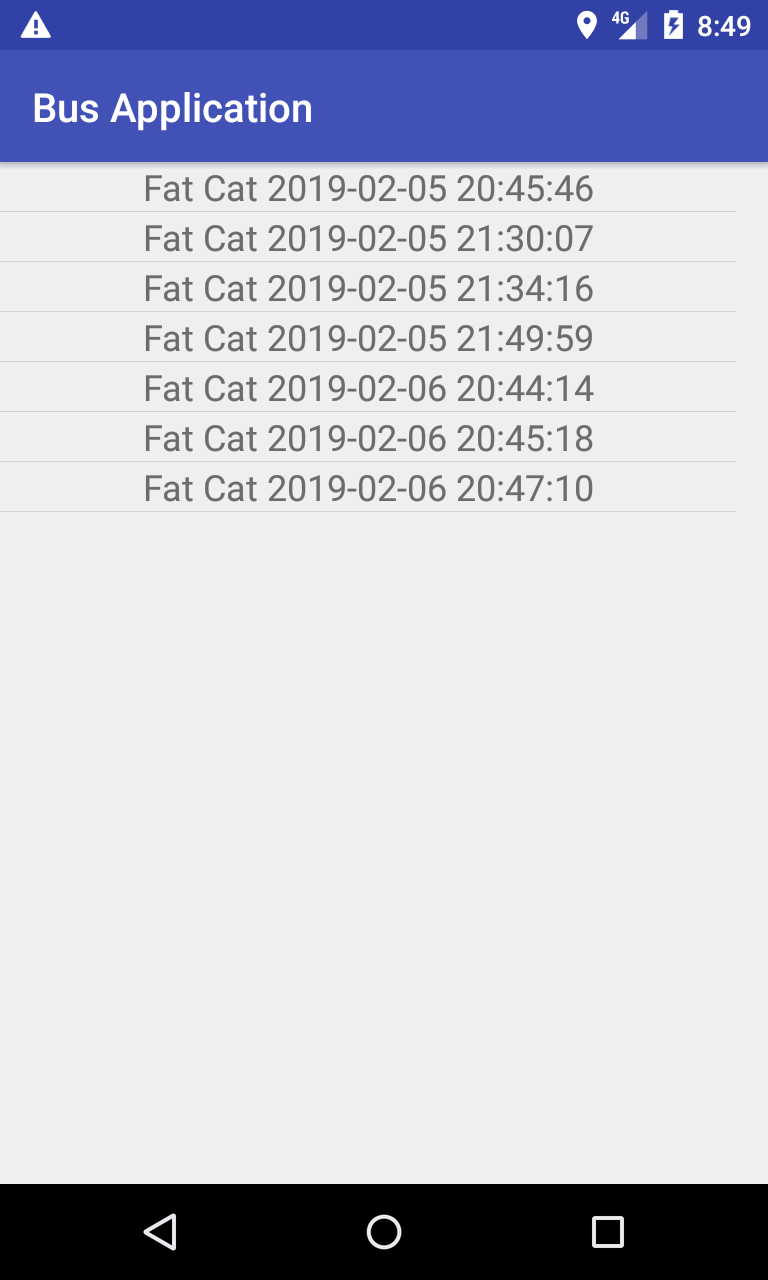 4G 8:49
Bus Application
Fat Cat 2019-02-05 20:45:46
Fat Cat 2019-02-05 21:30:07
Fat Cat 2019-02-05 21:34:16
Fat Cat 2019-02-05 21:49:59
Fat Cat 2019-02-06 20:44:14
Fat Cat 2019-02-06 20:45:18
Fat Cat 2019-02-06 20:47:10